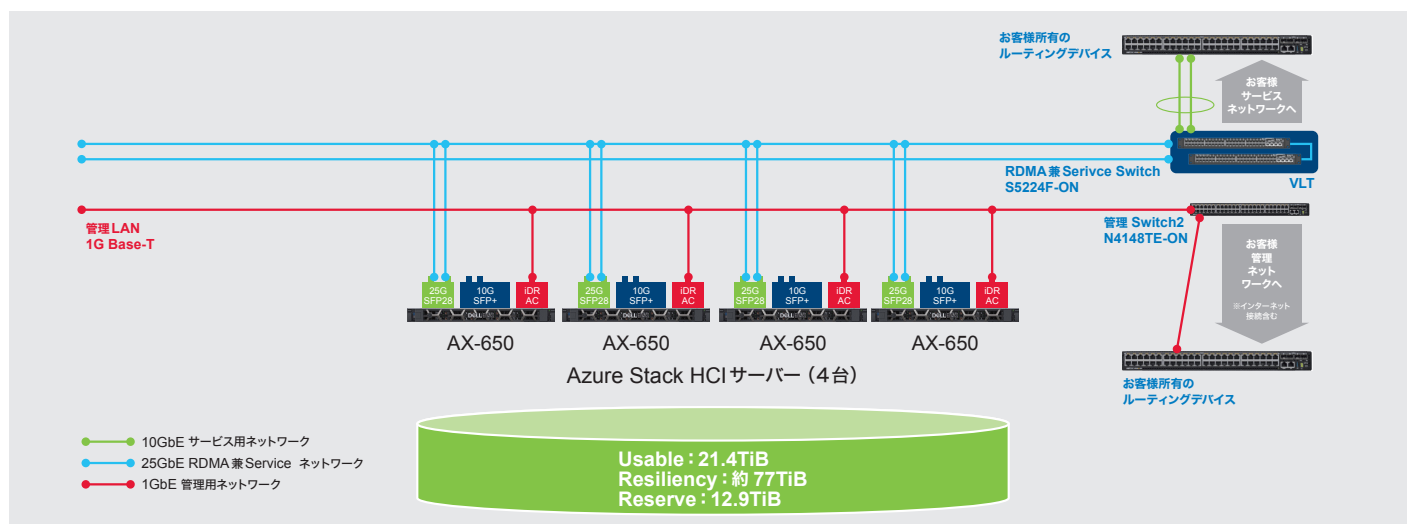 お客様所有の
ルーティングデバイス
お客様
サービス
ネットワークへ
RDMA兼Serivce Switch
S5224F-ON
VLT
管理LAN
1G Base-T
管理 Switch2
N4148TE-ON
お客様
管理
ネット
ワークへ
※インターネット
接続含む
25G
SFP28
10G
SFP+
iDR
AC
25G
SFP28
10G
SFP+
iDR
AC
25G
SFP28
10G
SFP+
iDR
AC
25G
SFP28
10G
SFP+
iDR
AC
AX-650
AX-650
AX-650
AX-650
Azure Stack HCIサーバー(4台)
お客様所有の
ルーティングデバイス
10GbE サービス用ネットワーク
25GbE RDMA兼Service ネットワーク
1GbE 管理用ネットワーク
Usable:21.4TiB
Resiliency:約 77TiB
Reserve:12.9TiB